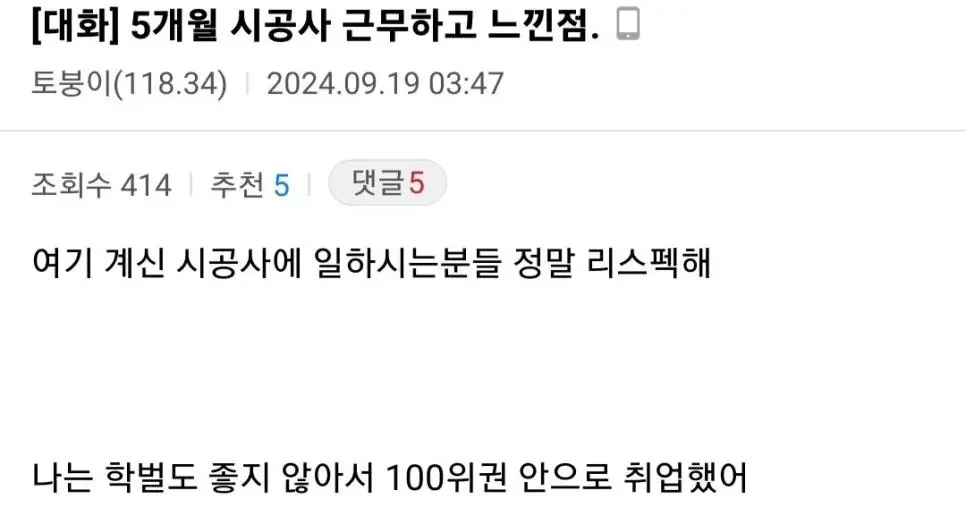 [대화] 5개월 시공사 근무하고 느낀점.
토붕이(118.34) | 2024.09.19 03:47
조회수 414 | 추천 5 | 댓글5
여기 계신 시공사에 일하시는분들 정말 리스펙해
나는 학벌도 좋지 않아서 100위권 안으로 취업했어